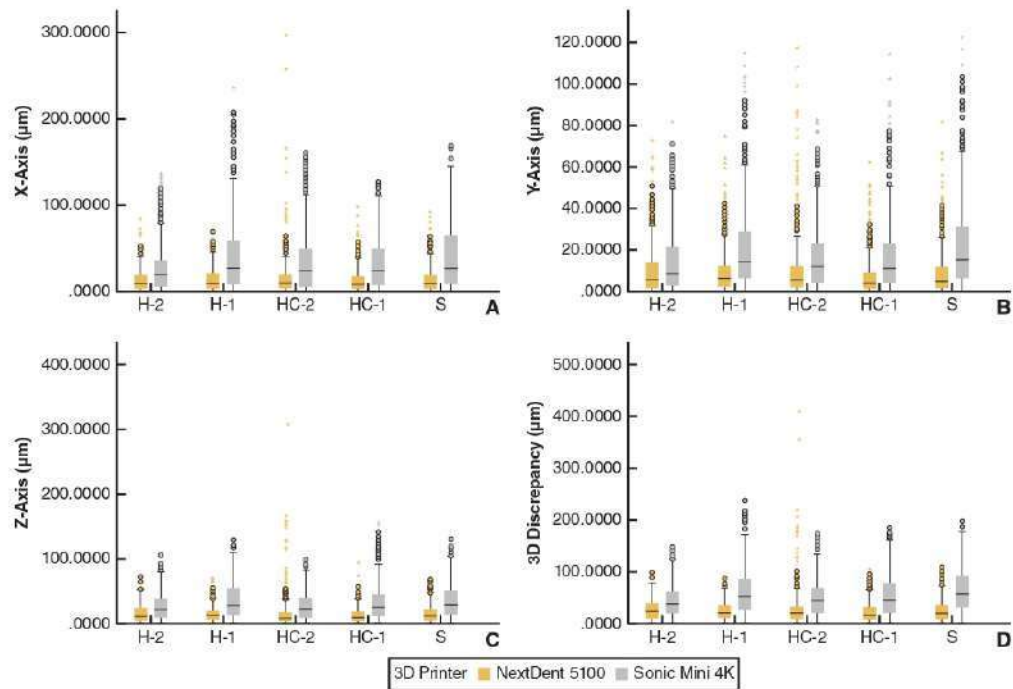 X-Axis (µm)
300.0000
200.0000
100.0000
.0000
H-2 H-1 HC-2 HC-1 S
A
Y-Axis (µm)
120.0000
100.0000
80.0000
60.0000
40.0000
20.0000
.0000
H-2 H-1 HC-2 HC-1 S
B
Z-Axis (µm)
400.0000
300.0000
200.0000
100.0000
.0000
H-2 H-1 HC-2 HC-1 S
C
3D Discrepancy (µm)
500.0000
400.0000
300.0000
200.0000
100.0000
.0000
H-2 H-1 HC-2 HC-1 S
D
3D Printer NextDent 5100 Sonic Mini 4K